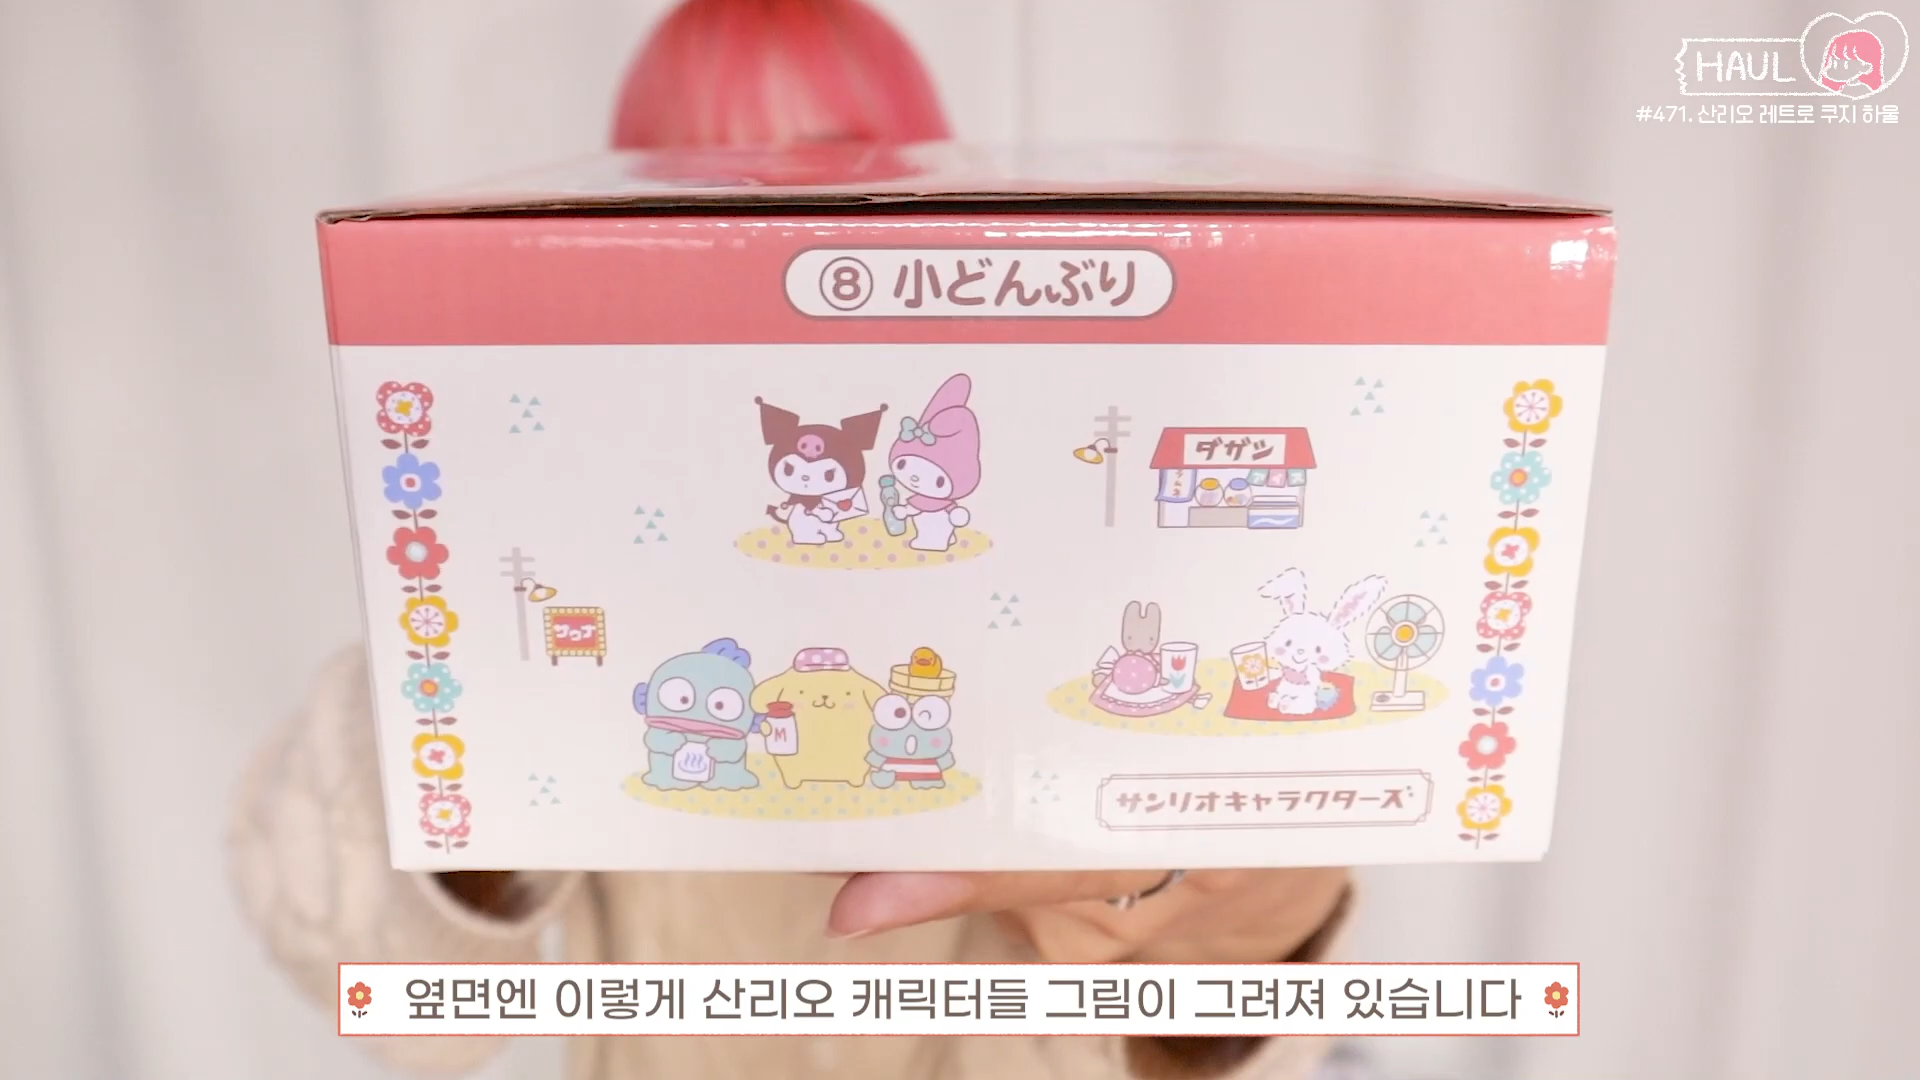 HAUL
#471. 산리오 레트로 쿠지 하울
⑧ 小どんぶり
ダガシ
サウナ
M
サンリオキャラクターズ
옆면엔 이렇게 산리오 캐릭터들 그림이 그려져 있습니다